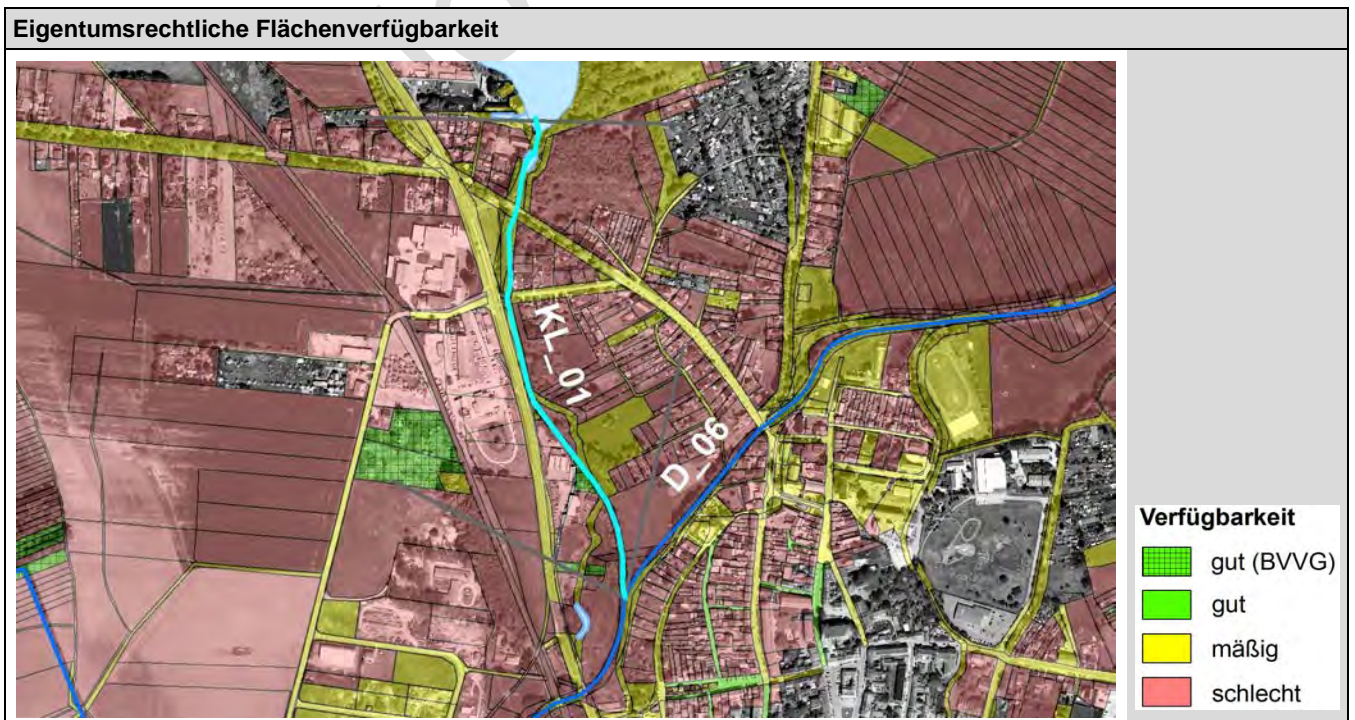 Eigentumsrechtliche Flächenverfügbarkeit
KL_01
D_06
Verfügbarkeit
gut (BVVG)
gut
mäßig
schlecht